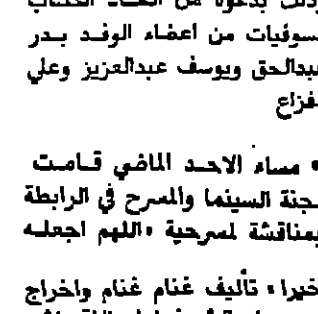 وذلك بدعوة من اتحاد الكتاب
سوفيات من اعضاء الوفد بدر
عبدالحق ويوسف عبدالعزيز وعلي
فزاع
• مساء الاحد الماضي قامت
لجنة السينما والمسرح في الرابطة
بمناقشة لمسرحية «اللهم اجعله
خيرا» تأليف غنام غنام واخراج